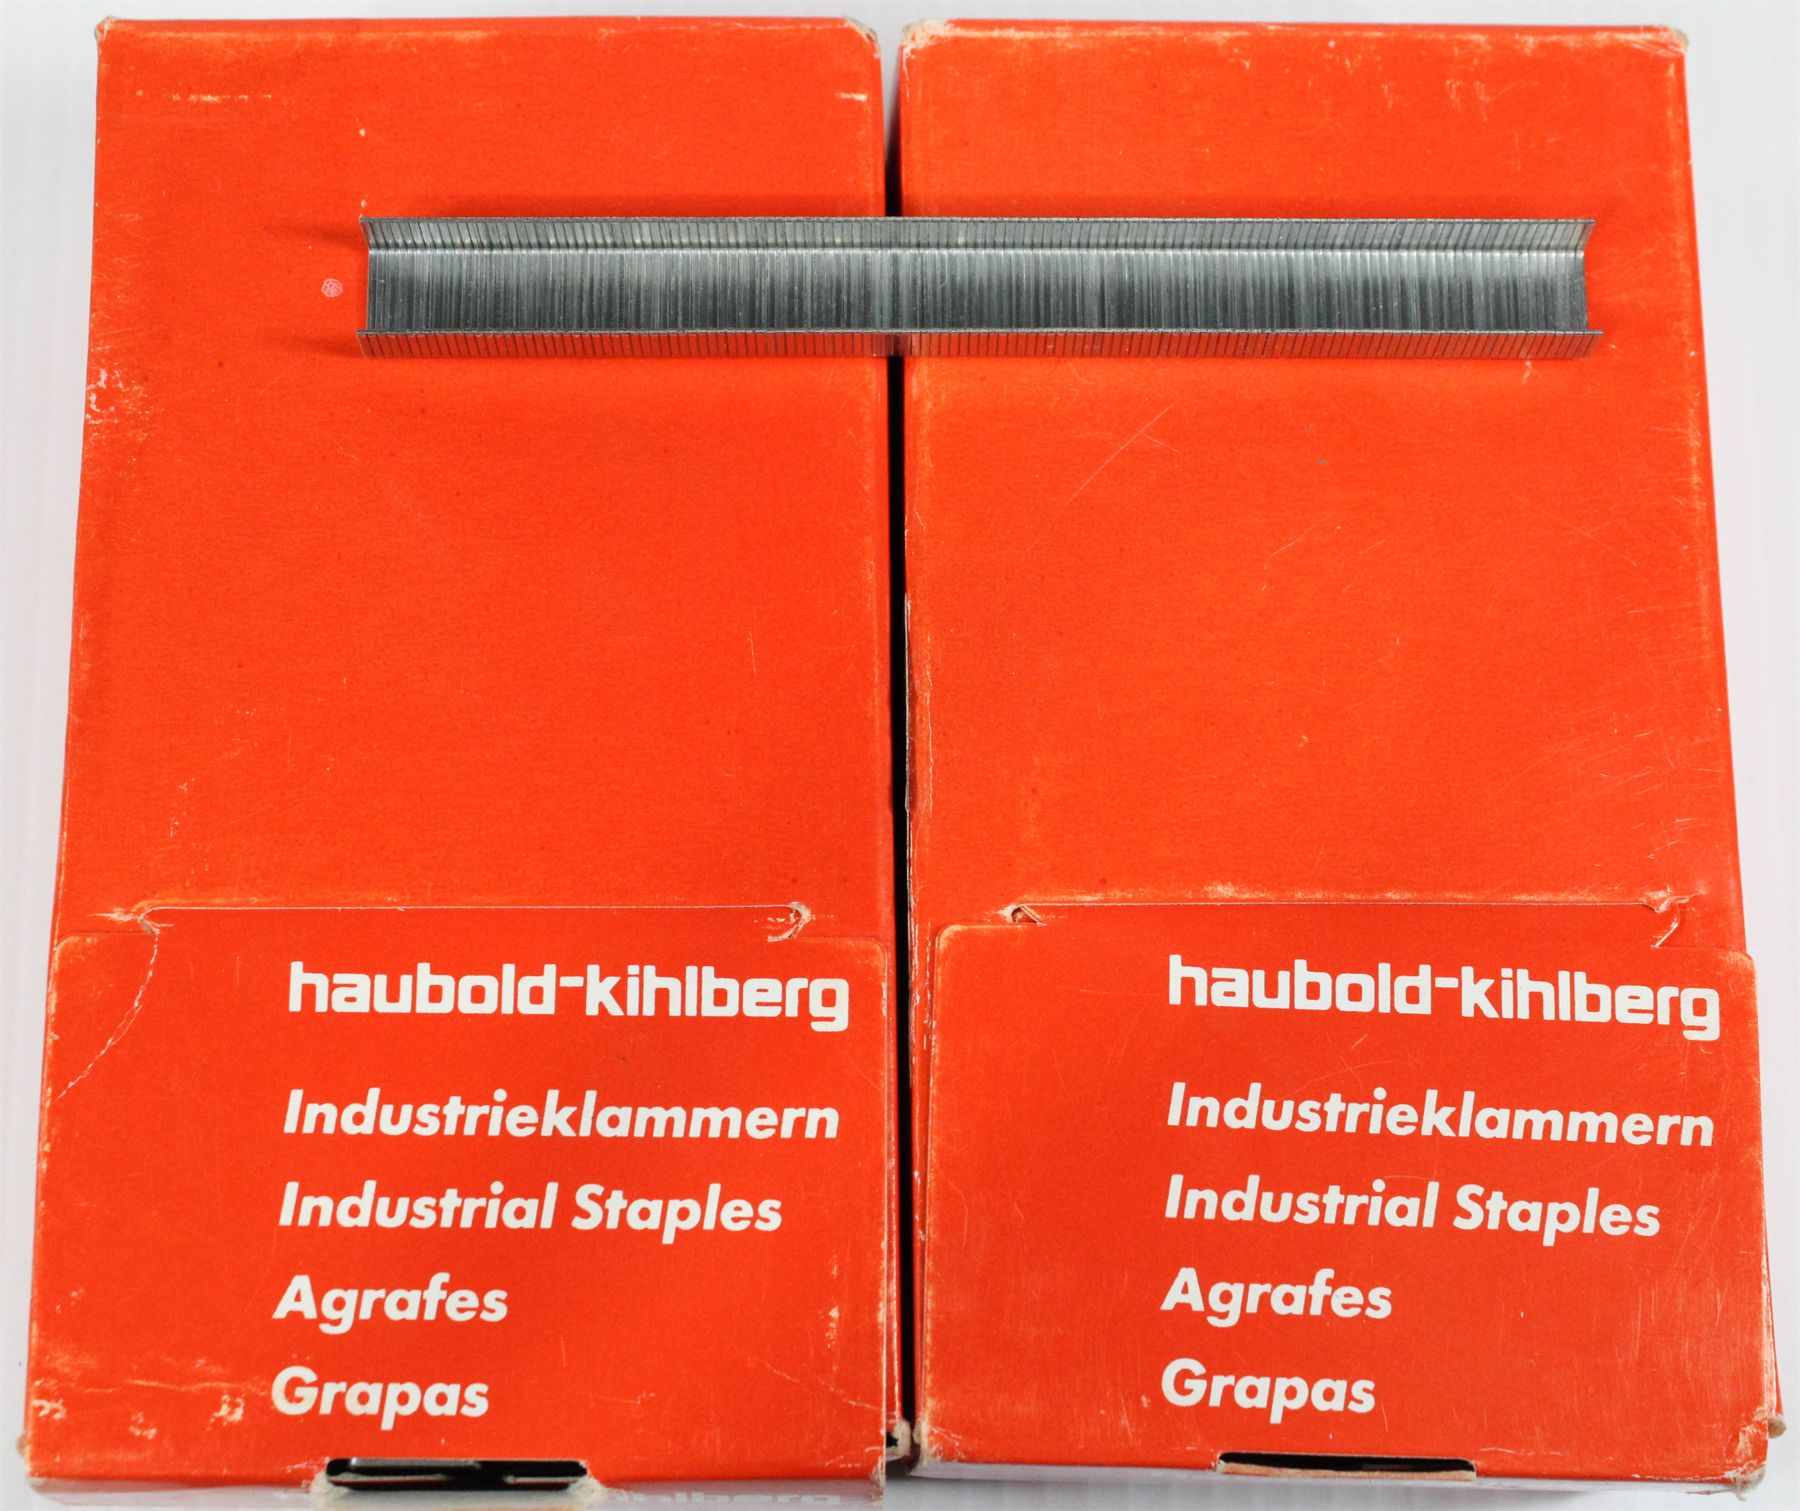 haubold-kihlberg
Industrieklammern
Industrial Staples
Agrafes
Grapas
haubold-kihlberg
Industrieklammern
Industrial Staples
Agrafes
Grapas